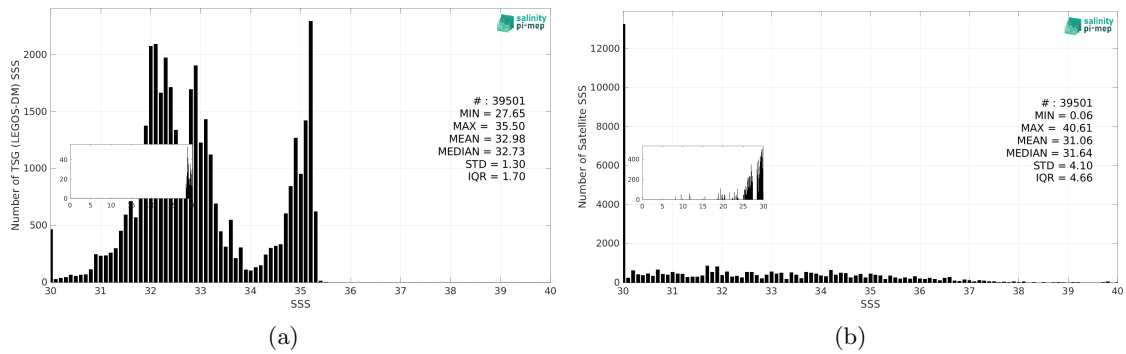 salinity
pi-mep
Number of TSG (LEGOS-DM) SSS
2000
1500
1000
500
0
# : 39501
MIN = 27.65
MAX = 35.50
MEAN = 32.98
MEDIAN = 32.73
STD = 1.30
IQR = 1.70
40
20
0
0 5 10 15 20 25
30 31 32 33 34 35 36 37 38 39 40
SSS
(a)
salinity
pi-mep
Number of Satellite SSS
12000
10000
8000
6000
4000
2000
0
# : 39501
MIN = 0.06
MAX = 40.61
MEAN = 31.06
MEDIAN = 31.64
STD = 4.10
IQR = 4.66
400
200
0
0 5 10 15 20 25 30
30 31 32 33 34 35 36 37 38 39 40
SSS
(b)